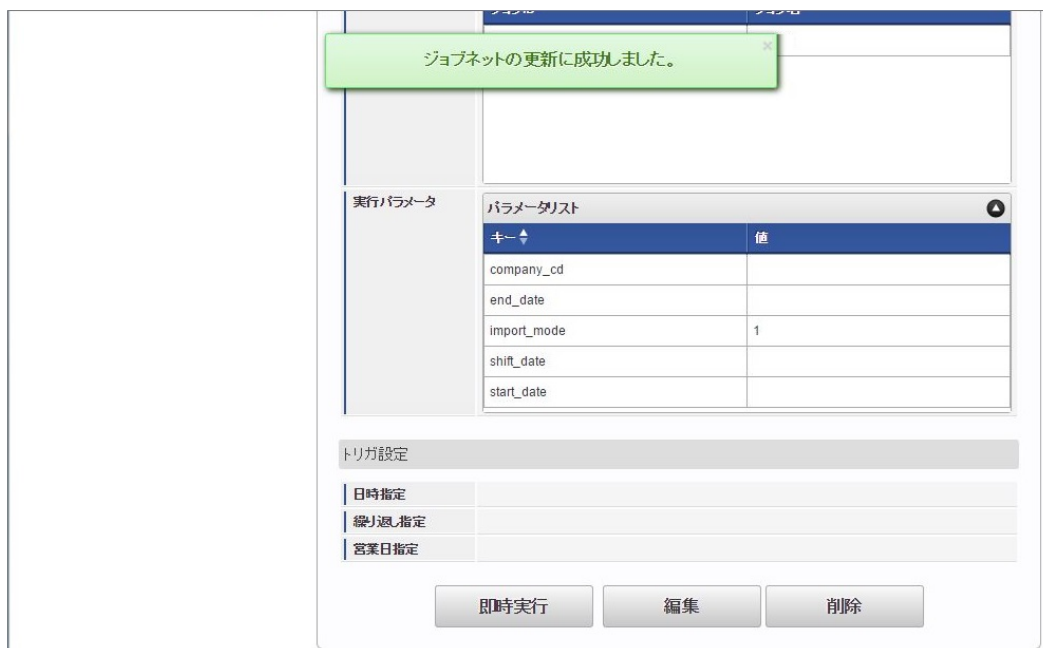 ジョブネットの更新に成功しました。
×
実行パラメータ
パラメータリスト
キー 値
company_cd
end_date
import_mode 1
shift_date
start_date
トリガ設定
日時指定
繰り返し指定
営業日指定
即時実行 編集 削除